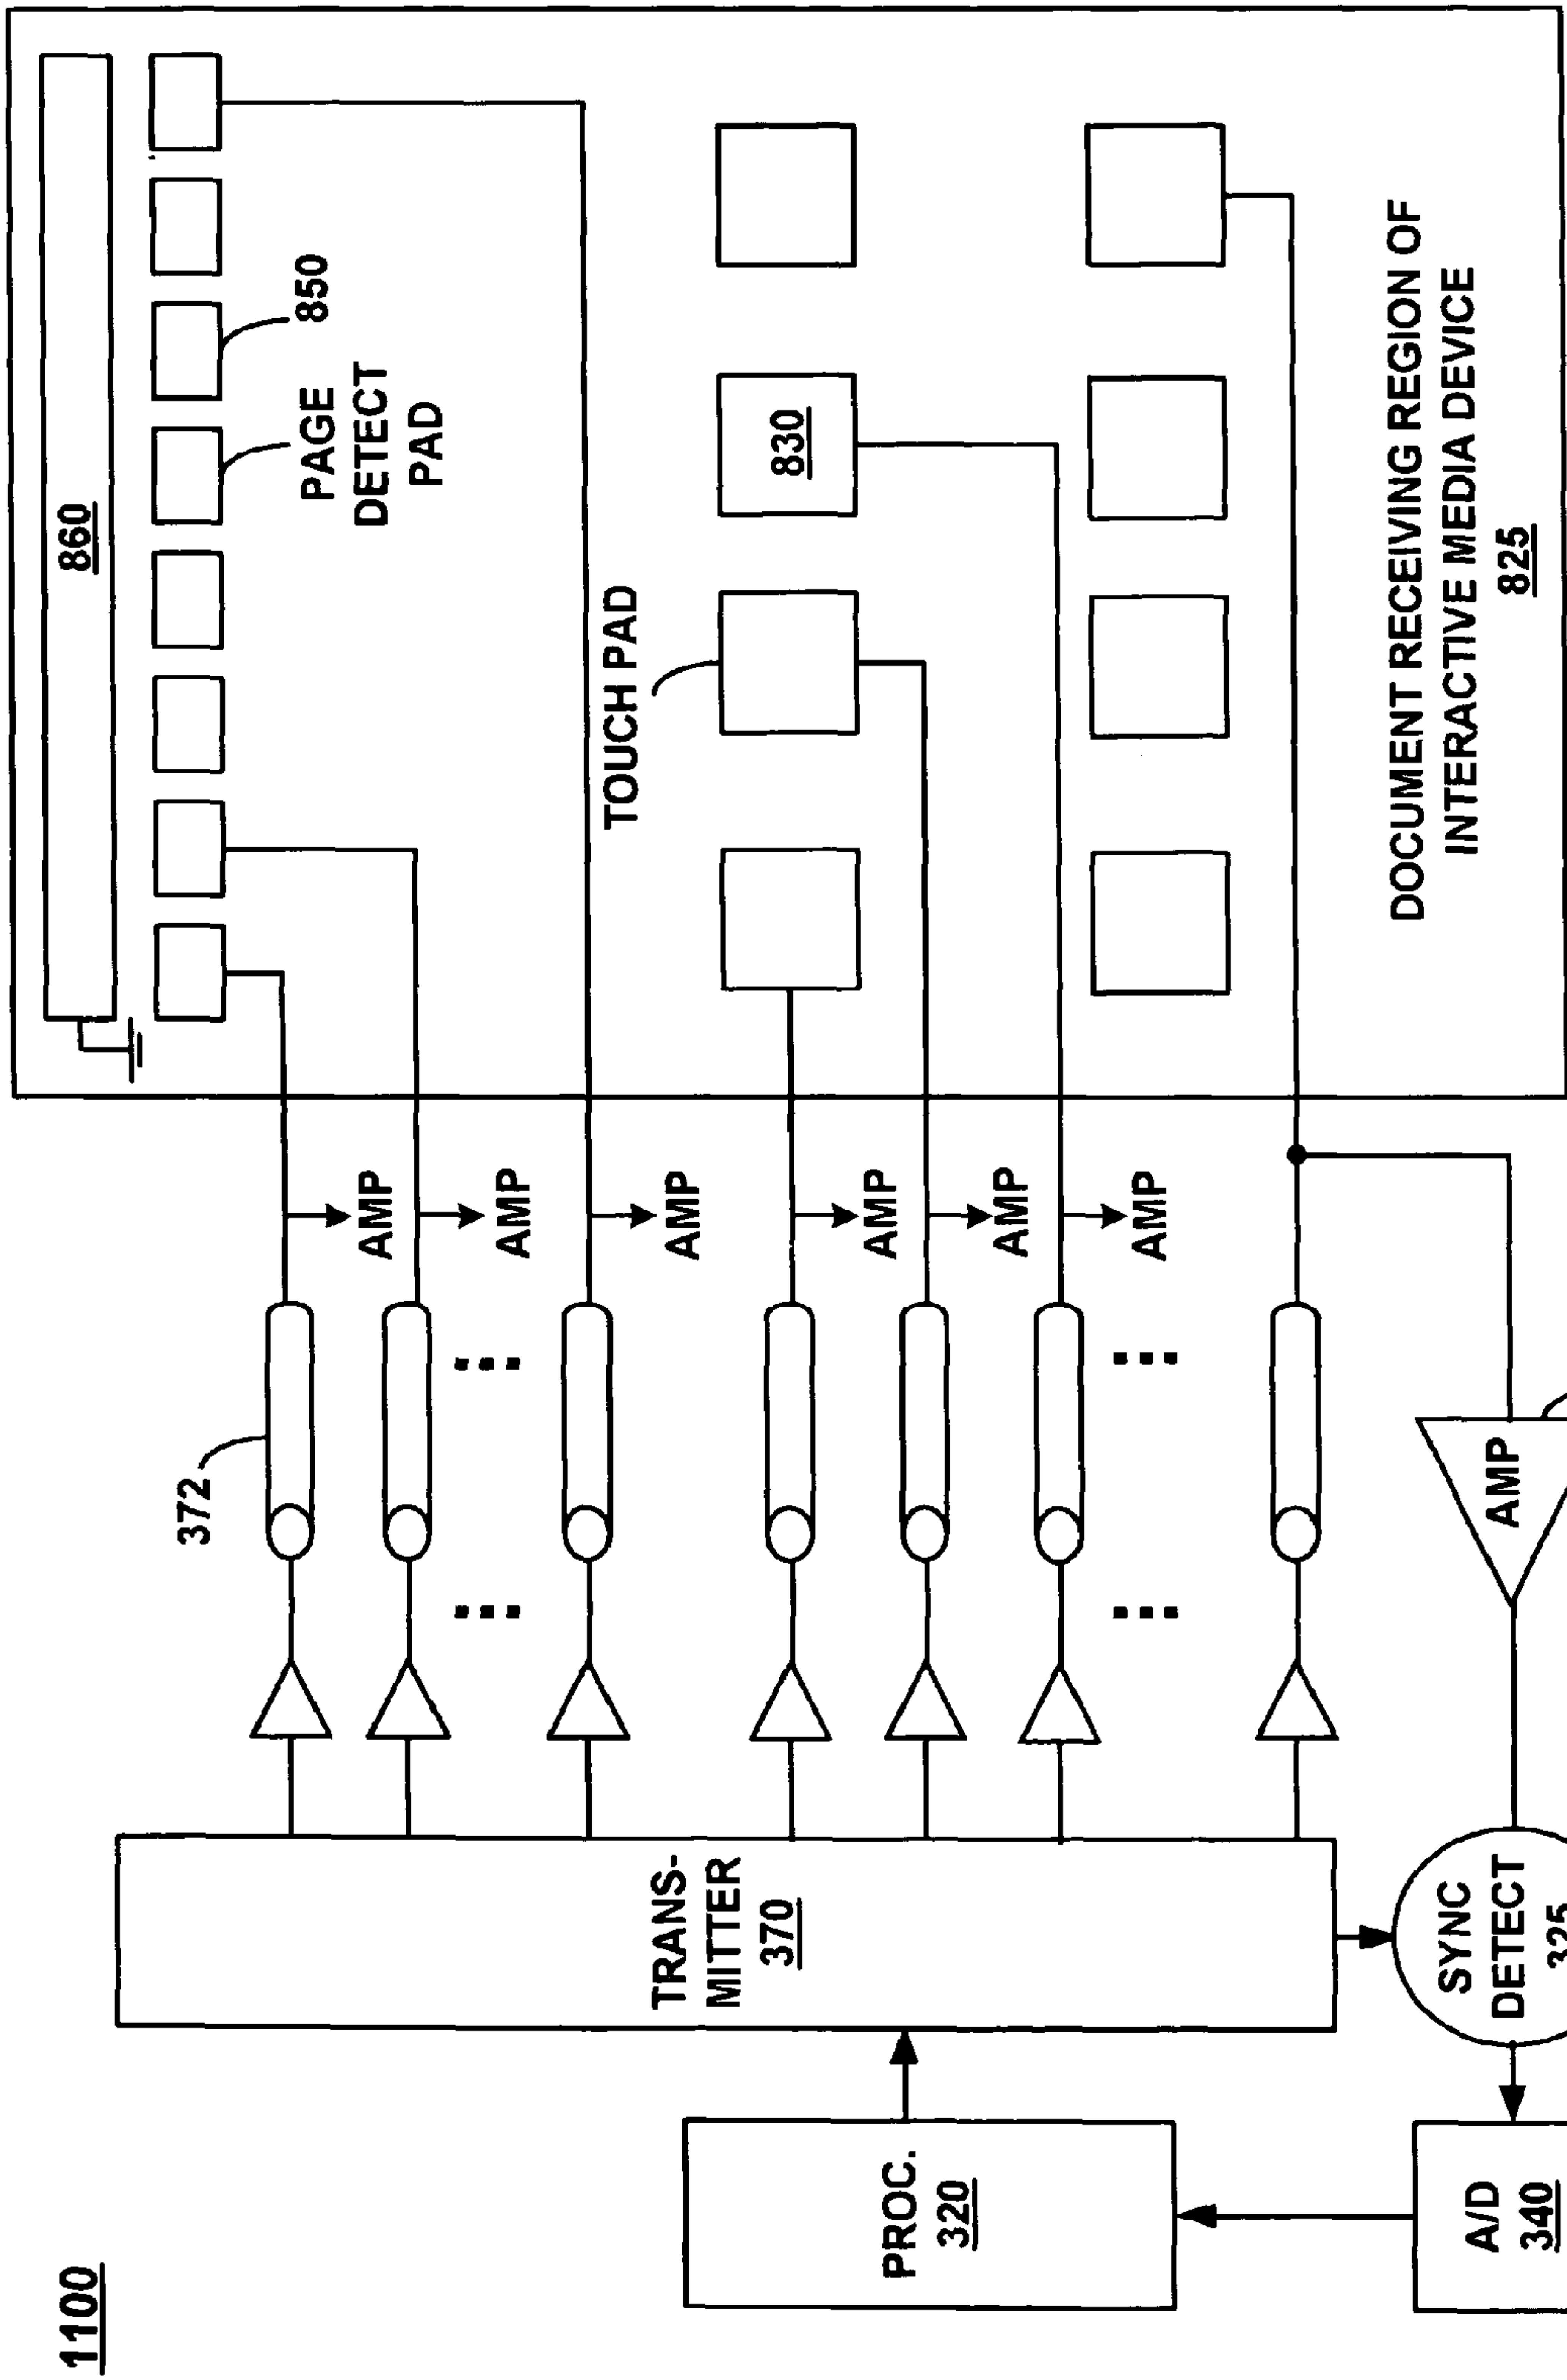 1100
860
850
PAGE
DETECT
PAD
372
AMP
AMP
AMP
TOUCH PAD
830
TRANS-
MITTER
370
AMP
AMP
AMP
PROC.
320
DOCUMENT RECEIVING REGION OF
INTERACTIVE MEDIA DEVICE
825
AMP
SYNC
DETECT
325
A/D
340